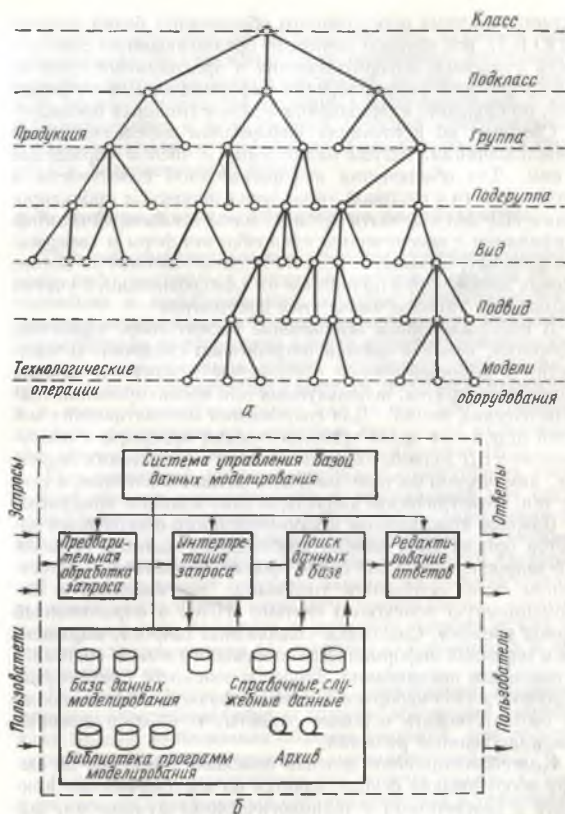 Класс
Подкласс
Продукция
Группа
Подгруппа
Вид
Подвид
Технологические
операции
Модели
оборудования
а
Запросы
Пользователи
Система управления базой
данных моделирования
Предвари-
тельная
обработка
запроса
Интерпре-
тация
запроса
Поиск
данных
в базе
Редакти-
рование
ответов
База данных
моделирования
Справочные, слу-
жебные данные
Библиотека программ
моделирования
Архив
Ответы
Пользователи
б